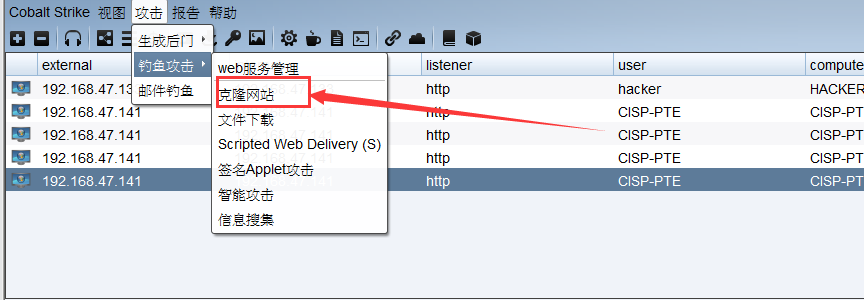 Cobalt Strike 视图 攻击 报告 帮助
生成后门
钓鱼攻击
邮件钓鱼
web服务管理
克隆网站
文件下载
Scripted Web Delivery (S)
签名Applet攻击
智能攻击
信息搜集
external listener user compute
192.168.47.13 http hacker HACKER
192.168.47.141 http CISP-PTE CISP-PT
192.168.47.141 http CISP-PTE CISP-PT
192.168.47.141 http CISP-PTE CISP-PT
192.168.47.141 http CISP-PTE CISP-PT